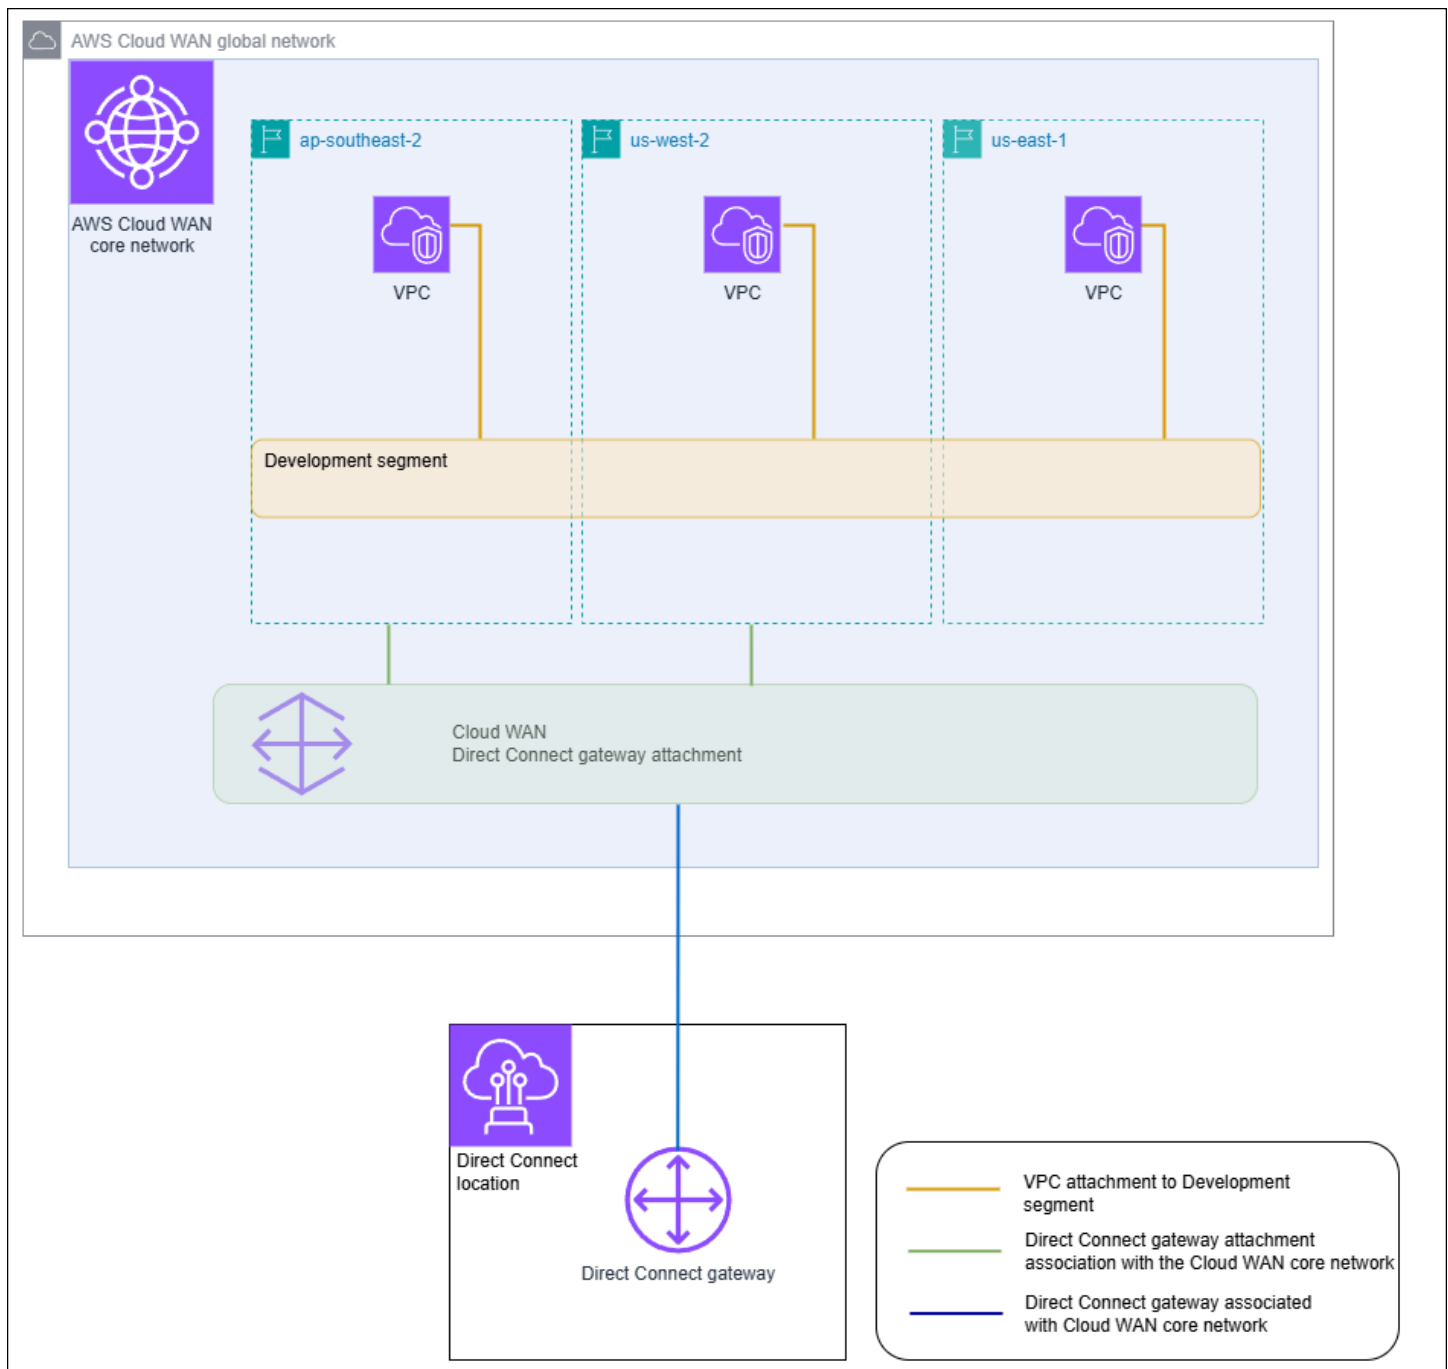 AWS Cloud WAN global network
AWS Cloud WAN
core network
ap-southeast-2
us-west-2
us-east-1
VPC
VPC
VPC
Development segment
Cloud WAN
Direct Connect gateway attachment
Direct Connect
location
Direct Connect gateway
VPC attachment to Development
segment
Direct Connect gateway attachment
association with the Cloud WAN core network
Direct Connect gateway associated
with Cloud WAN core network